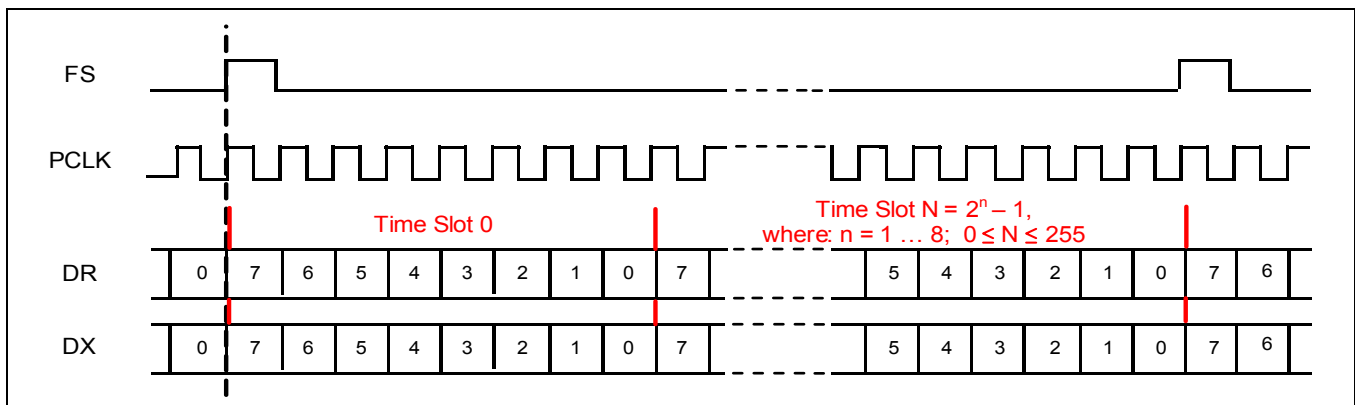 FS
PCLK
Time Slot 0
Time Slot N = 2ⁿ – 1,
where: n = 1 … 8; 0 ≤ N ≤ 255
DR 0 7 6 5 4 3 2 1 0 7 5 4 3 2 1 0 7 6
DX 0 7 6 5 4 3 2 1 0 7 5 4 3 2 1 0 7 6